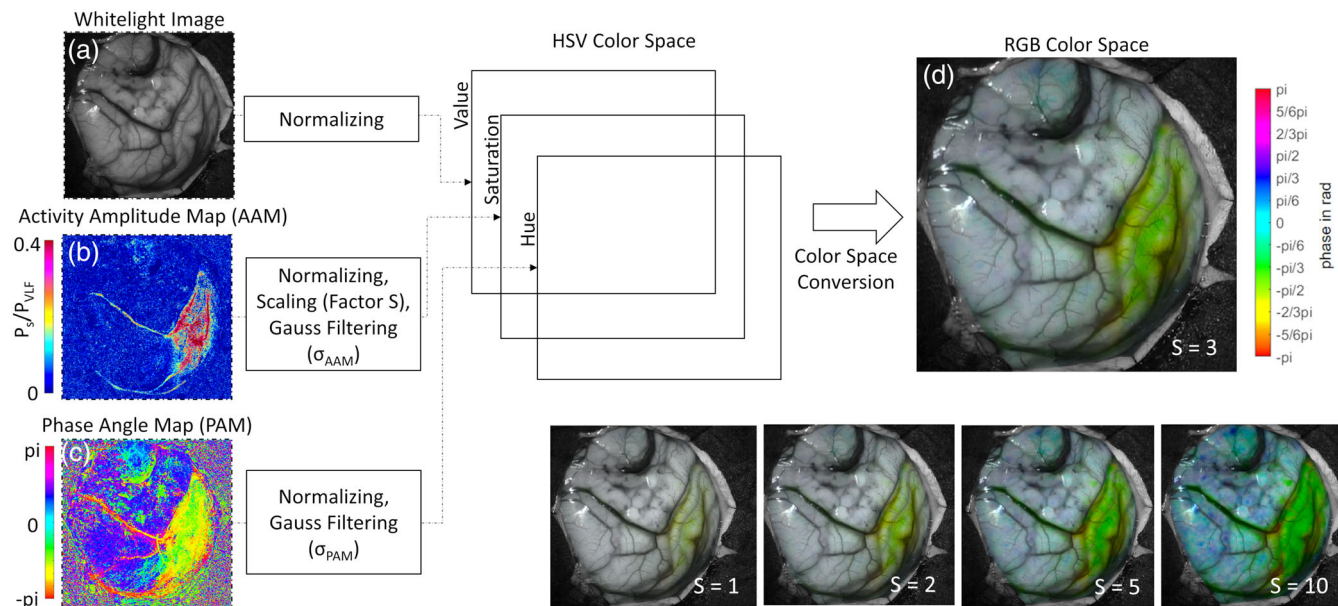 Whitelight Image
(a)
Normalizing
Activity Amplitude Map (AAM)
(b)
0.4
Ps/PVLF
0
Normalizing,
Scaling (Factor S),
Gauss Filtering
(σAAM)
Phase Angle Map (PAM)
(c)
pi
0
-pi
Normalizing,
Gauss Filtering
(σPAM)
HSV Color Space
Value
Saturation
Hue
Color Space
Conversion
RGB Color Space
(d)
S = 3
pi
5/6pi
2/3pi
pi/2
pi/3
pi/6
0
-pi/6
-pi/3
-pi/2
-2/3pi
-5/6pi
-pi
phase in rad
S = 1
S = 2
S = 5
S = 10